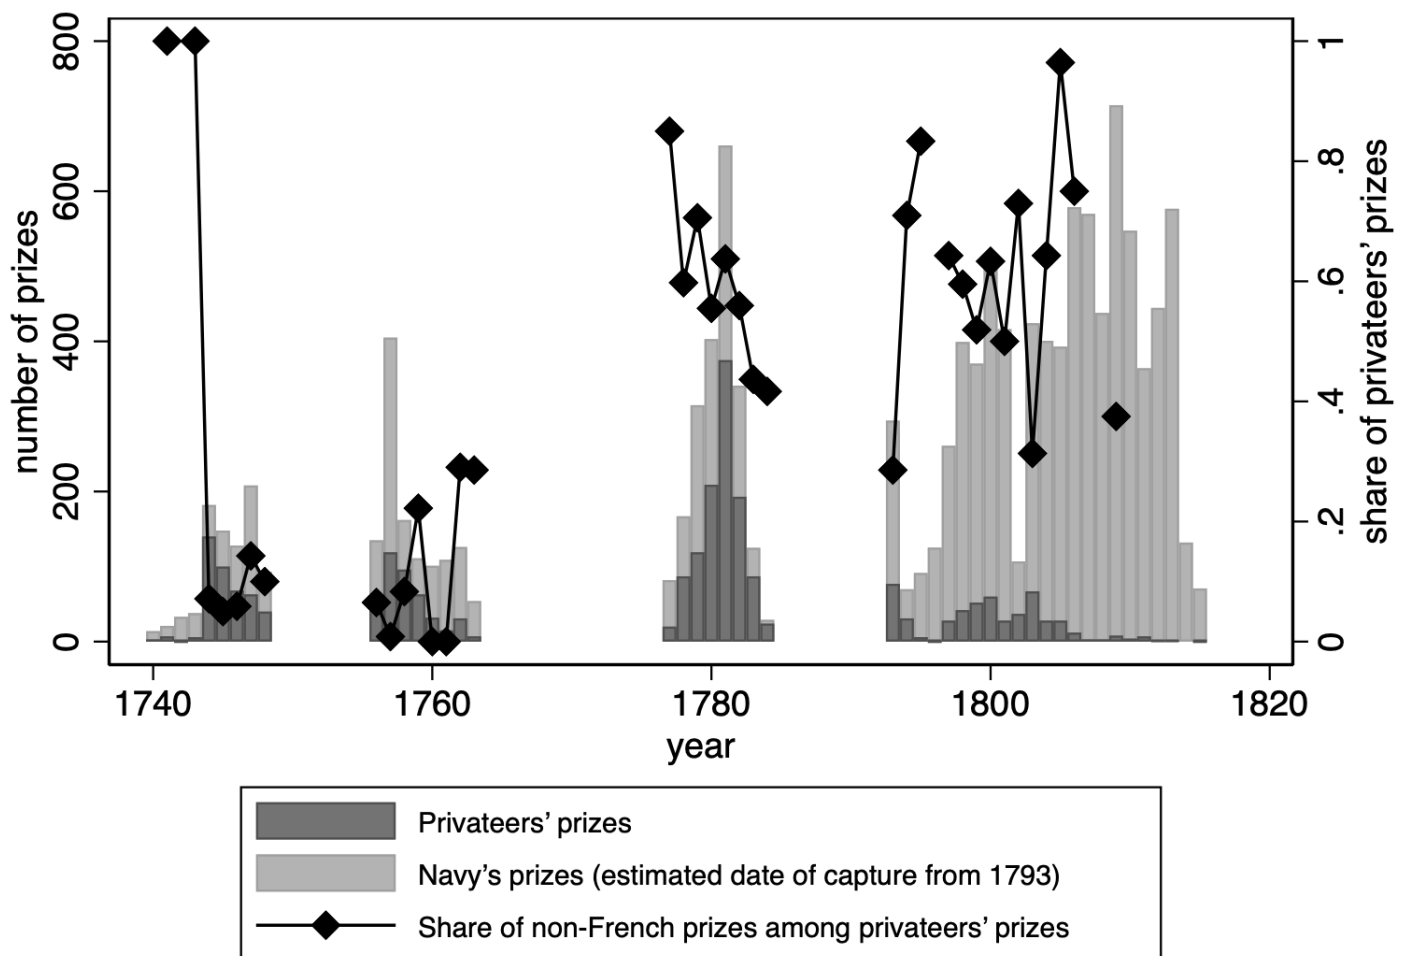 800
600
400
200
0
number of prizes
1
.8
.6
.4
.2
0
share of privateers’ prizes
1740 1760 1780 1800 1820
year
Privateers’ prizes
Navy’s prizes (estimated date of capture from 1793)
Share of non-French prizes among privateers’ prizes